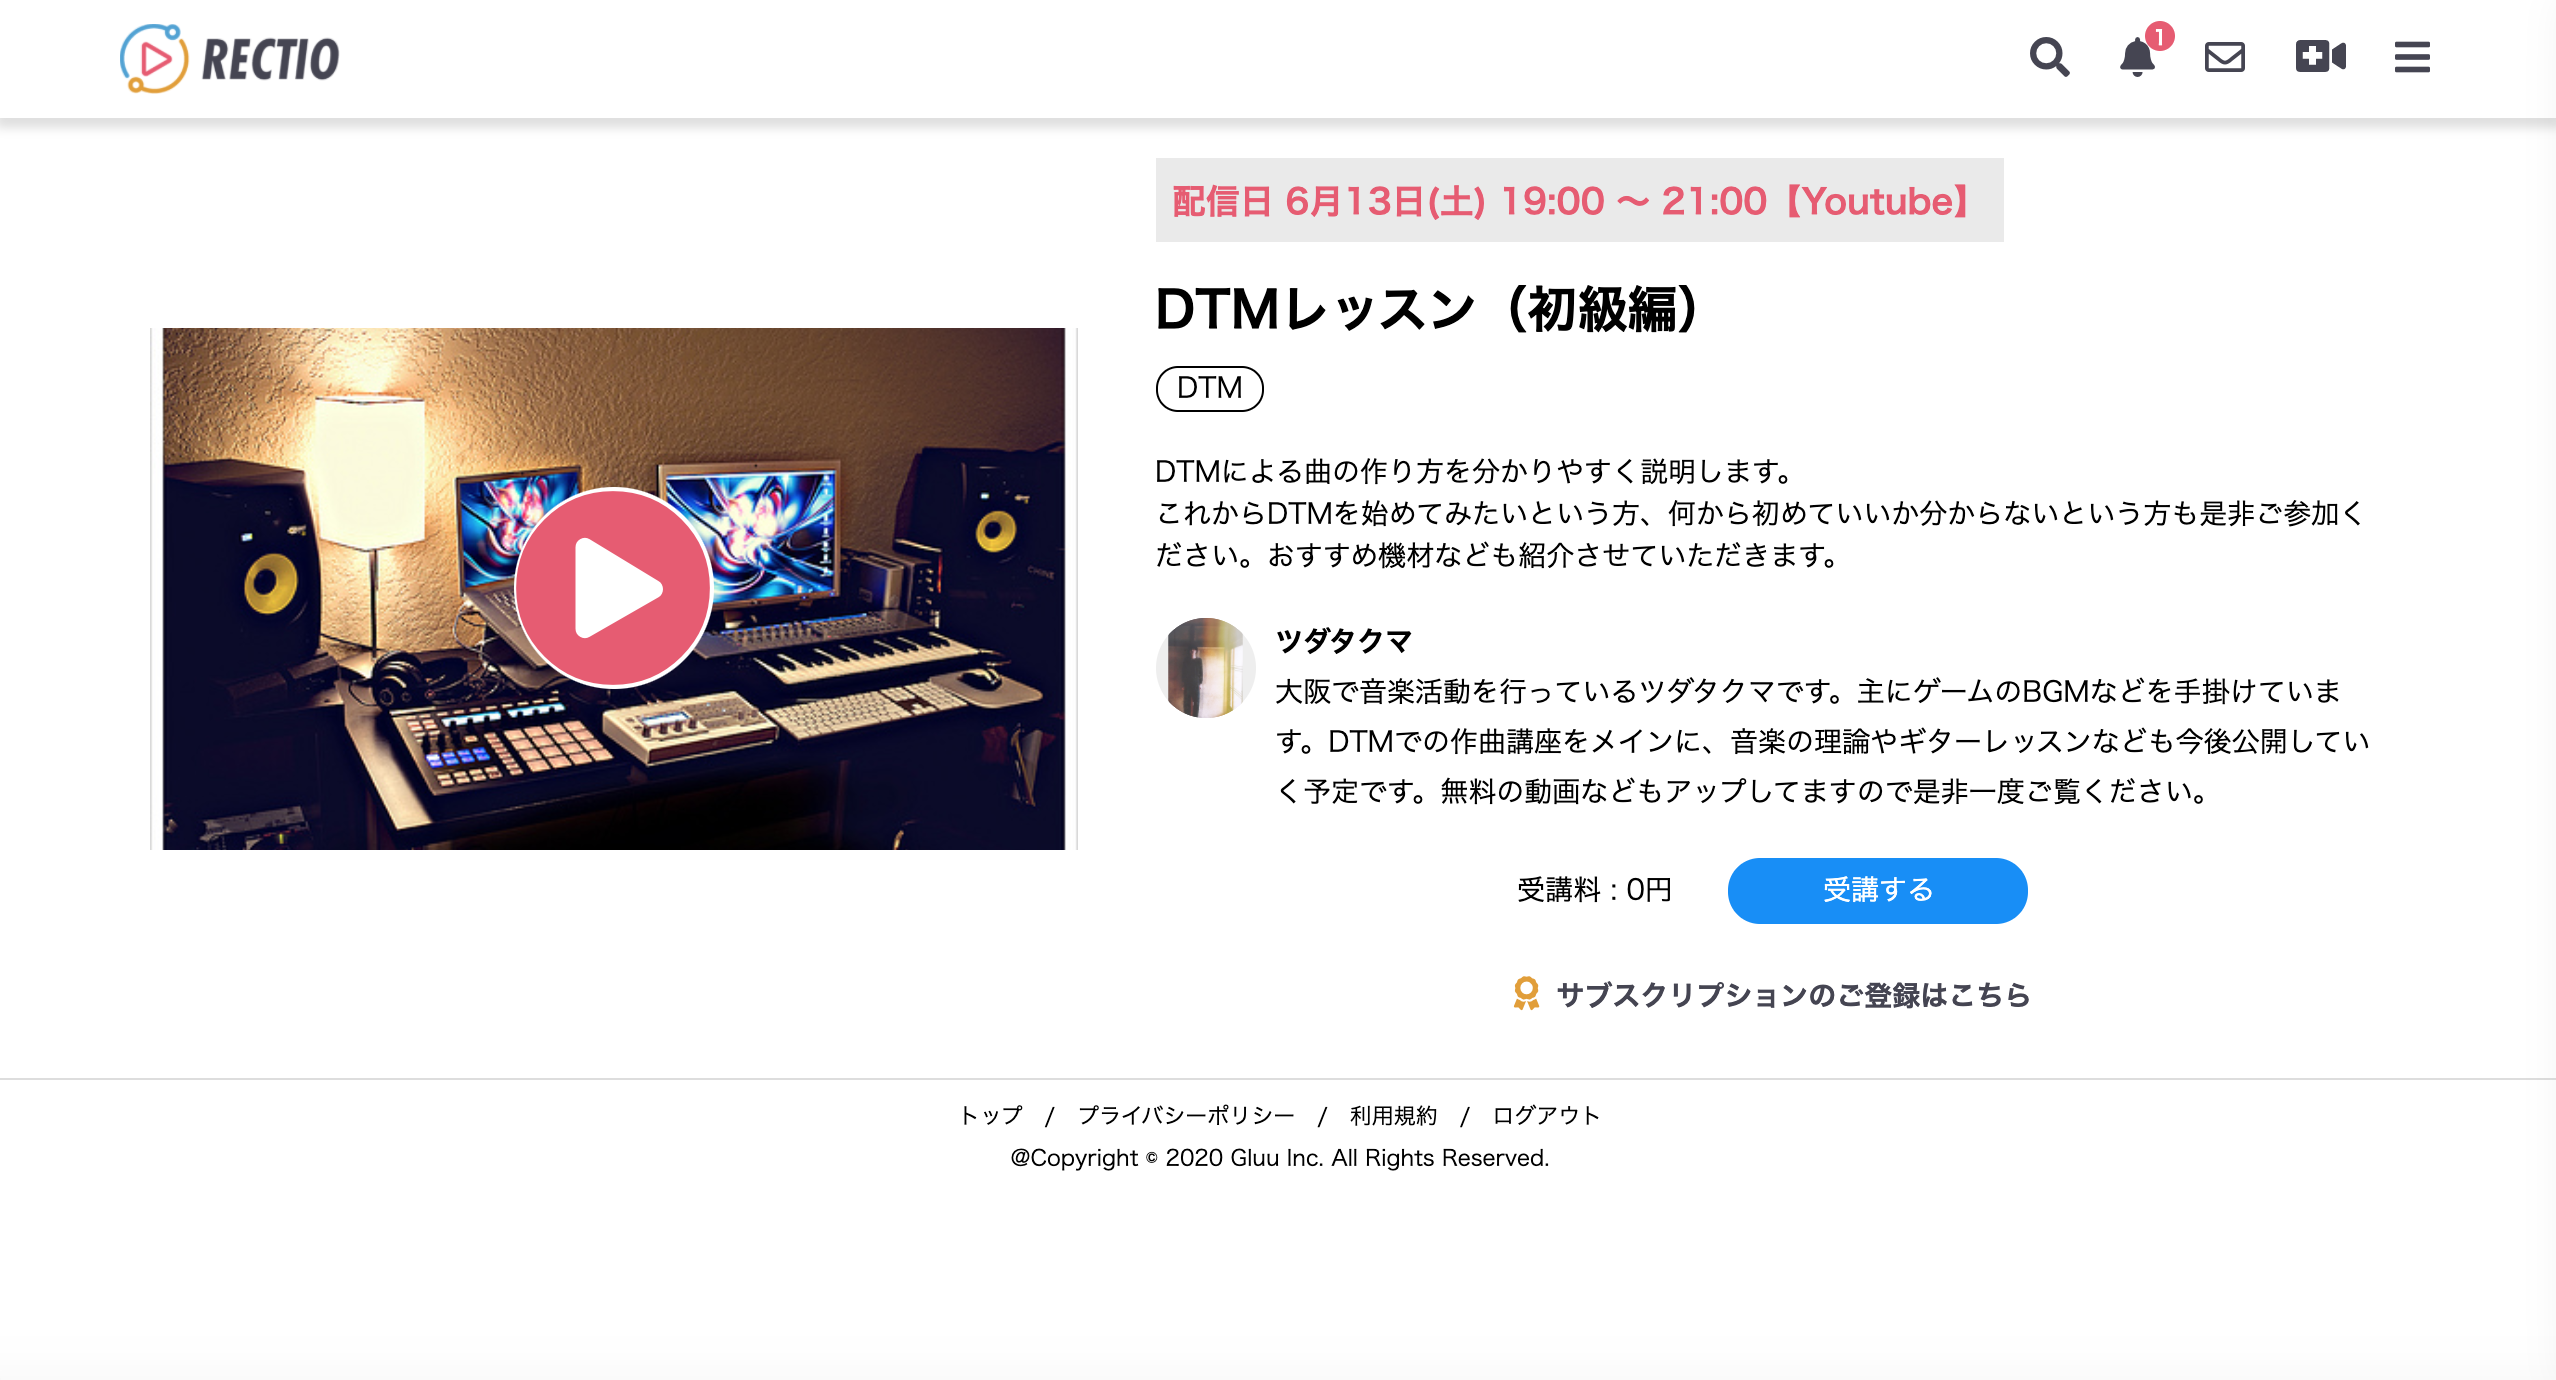 RECTIO
1
配信日 6月13日(土) 19:00 〜 21:00【Youtube】
DTMレッスン（初級編）
DTM
DTMによる曲の作り方を分かりやすく説明します。
これからDTMを始めてみたいという方、何から初めていいか分からないという方も是非ご参加く
ださい。おすすめ機材なども紹介させていただきます。
ツダタクマ
大阪で音楽活動を行っているツダタクマです。主にゲームのBGMなどを手掛けていま
す。DTMでの作曲講座をメインに、音楽の理論やギターレッスンなども今後公開してい
く予定です。無料の動画などもアップしてますので是非一度ご覧ください。
受講料 : 0円
受講する
サブスクリプションのご登録はこちら
トップ / プライバシーポリシー / 利用規約 / ログアウト
@Copyright © 2020 Gluu Inc. All Rights Reserved.